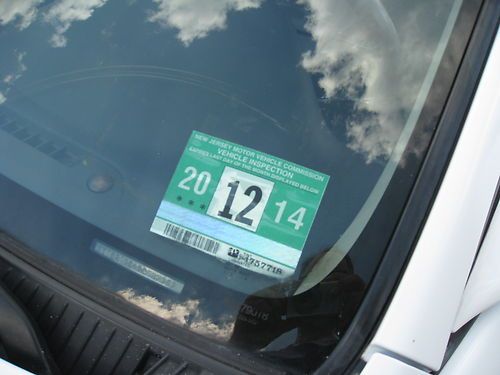 NEW JERSEY MOTOR VEHICLE COMMISSION
VEHICLE INSPECTION
EXPIRES LAST DAY OF THE MONTH DISPLAYED BELOW
20 12 14
***